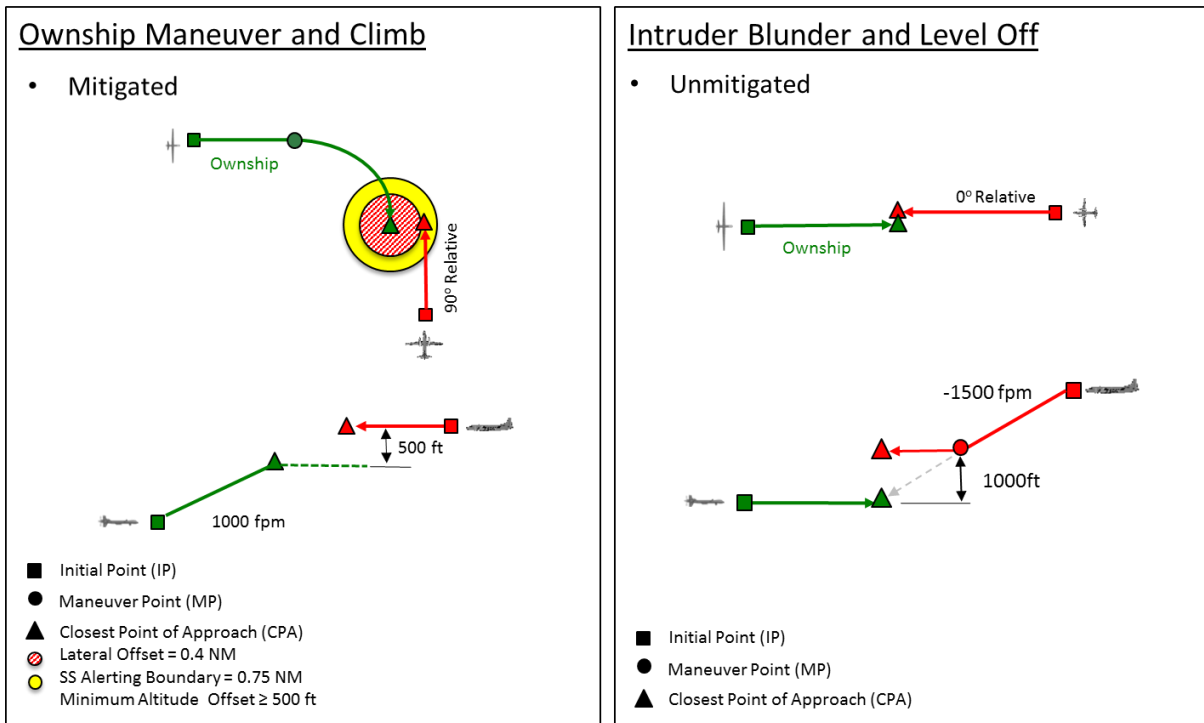 Ownship Maneuver and Climb
• Mitigated
Ownship
90° Relative
500 ft
1000 fpm
Initial Point (IP)
Maneuver Point (MP)
Closest Point of Approach (CPA)
Lateral Offset = 0.4 NM
SS Alerting Boundary = 0.75 NM
Minimum Altitude Offset ≥ 500 ft
Intruder Blunder and Level Off
• Unmitigated
0° Relative
Ownship
-1500 fpm
1000ft
Initial Point (IP)
Maneuver Point (MP)
Closest Point of Approach (CPA)